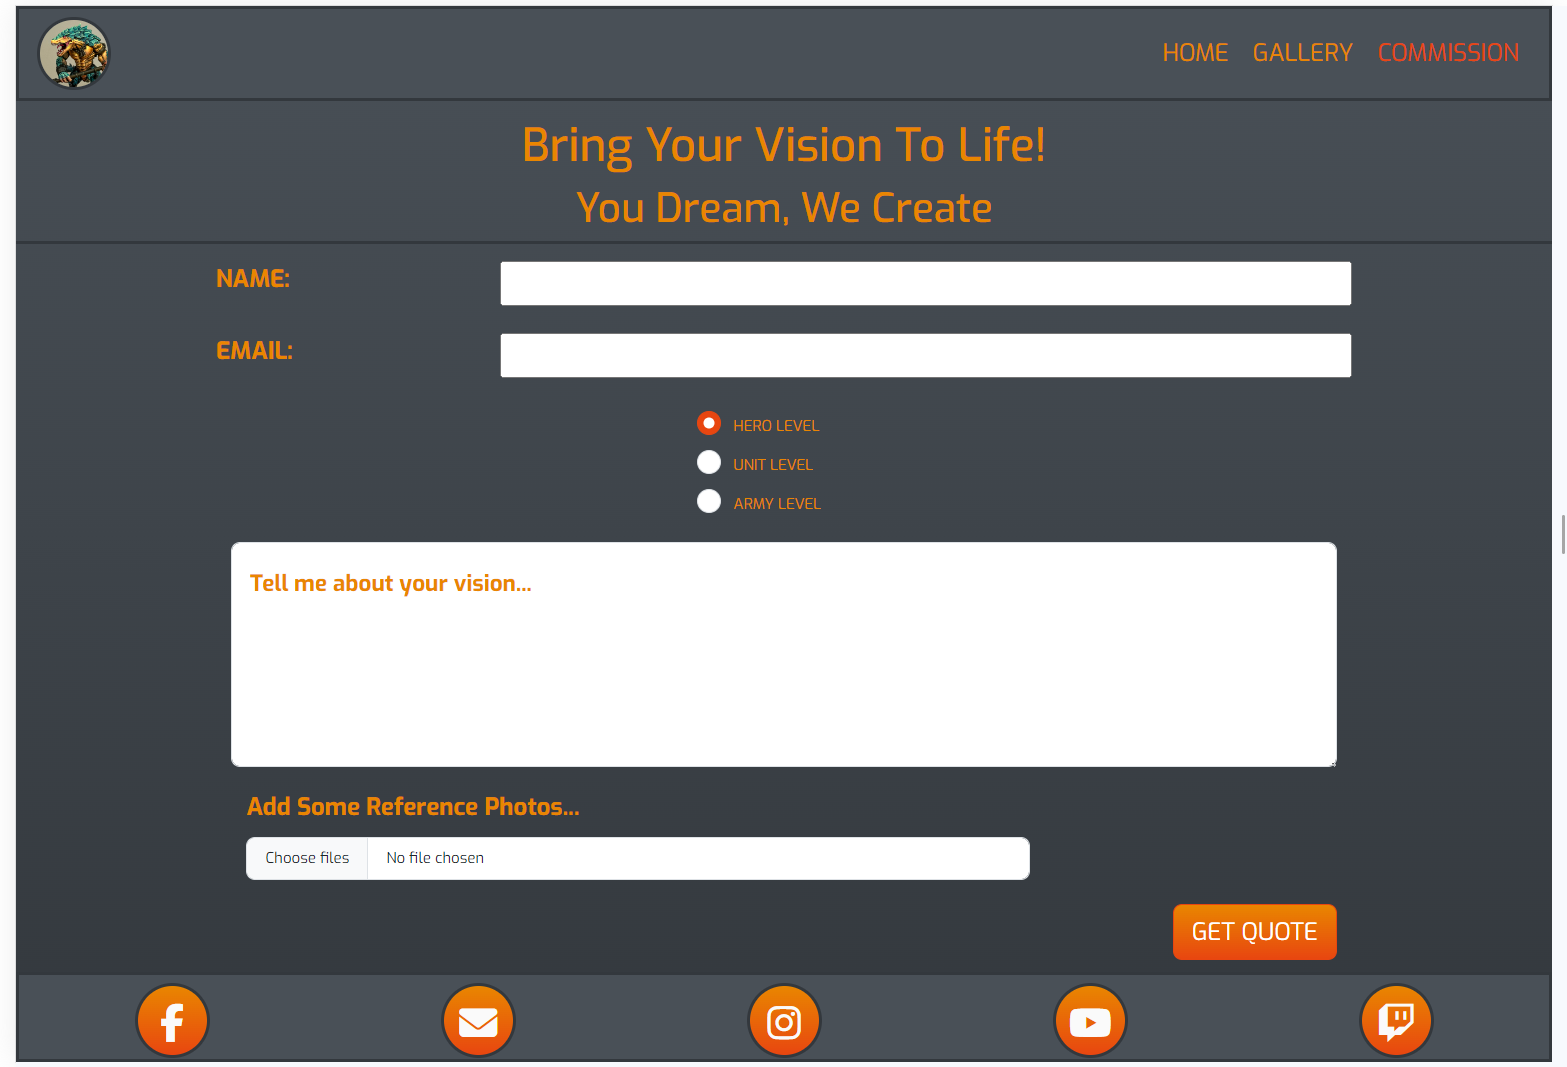 HOME GALLERY COMMISSION
Bring Your Vision To Life!
You Dream, We Create
NAME:
EMAIL:
HERO LEVEL
UNIT LEVEL
ARMY LEVEL
Tell me about your vision...
Add Some Reference Photos...
Choose files No file chosen
GET QUOTE